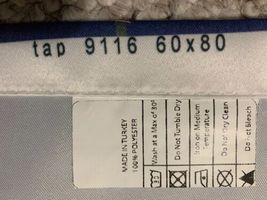 tap 9116 60x80
MADE IN TURKEY
100% POLYESTER
Wash at a Max of 30°
Do Not Tumble Dry
Iron on Medium
Temperature
Do Not Dry Clean
Do not Bleach